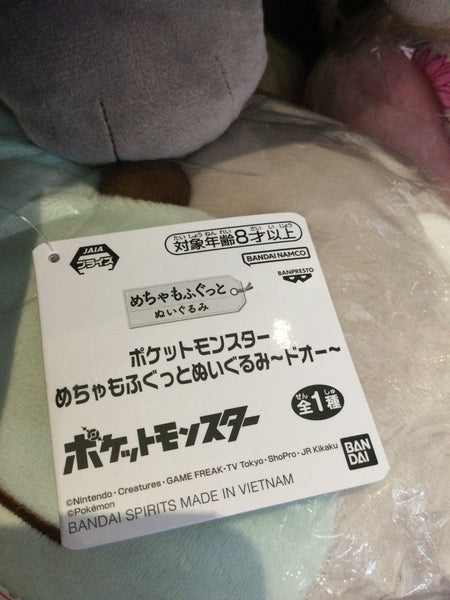 JAIA
プライズ
たいしょうねんれい さい い じょう
対象年齢8才以上
BANDAI NAMCO
BANPRESTO
めちゃもふぐっと
ぬいぐるみ
ポケットモンスター
めちゃもふぐっとぬいぐるみ~ドオー~
ぜん しゅ
全1種
ポケットモンスター
©Nintendo・Creatures・GAME FREAK・TV Tokyo・ShoPro・JR Kikaku
©Pokémon
BANDAI SPIRITS MADE IN VIETNAM
BAN
DAI